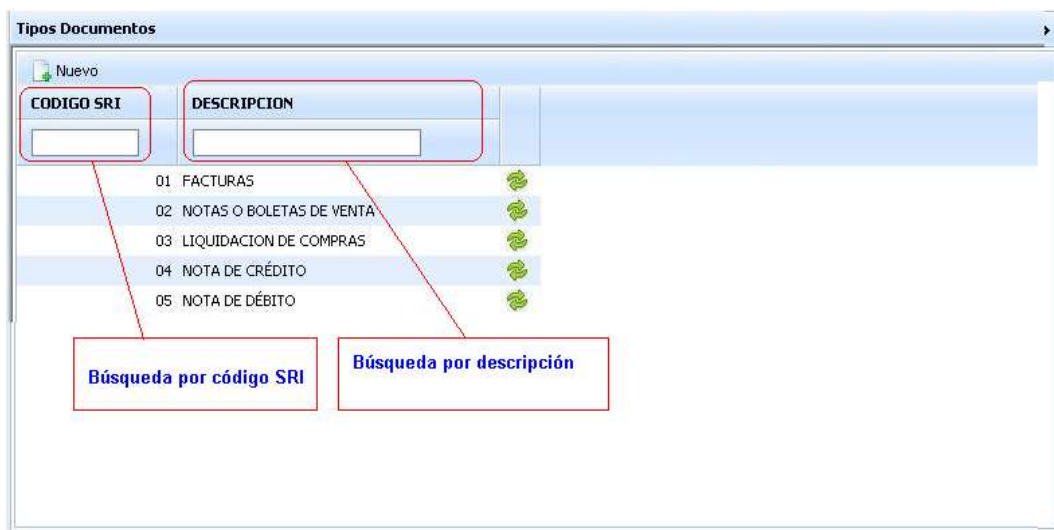 Tipos Documentos
Nuevo
CODIGO SRI DESCRIPCION
01 FACTURAS
02 NOTAS O BOLETAS DE VENTA
03 LIQUIDACION DE COMPRAS
04 NOTA DE CRÉDITO
05 NOTA DE DÉBITO
Búsqueda por código SRI
Búsqueda por descripción